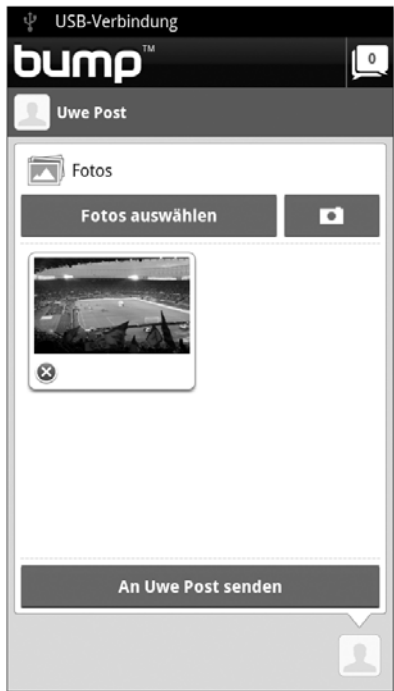 USB-Verbindung
bump™
0
Uwe Post
Fotos
Fotos auswählen
An Uwe Post senden